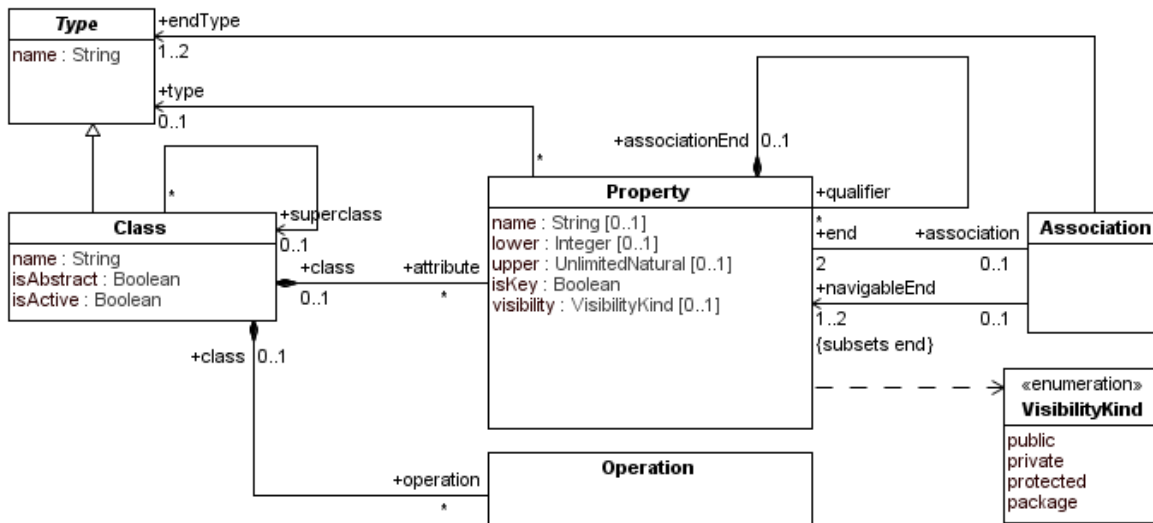 Type
name : String
+endType
1..2
+type
0..1
*
+superclass
0..1
Class
name : String
isAbstract : Boolean
isActive : Boolean
+class
0..1
+attribute
*
+class
0..1
+operation
*
Property
name : String [0..1]
lower : Integer [0..1]
upper : UnlimitedNatural [0..1]
isKey : Boolean
visibility : VisibilityKind [0..1]
*
+associationEnd
0..1
+qualifier
*
+end
2
+association
0..1
+navigableEnd
1..2
0..1
{subsets end}
Association
Operation
«enumeration»
VisibilityKind
public
private
protected
package